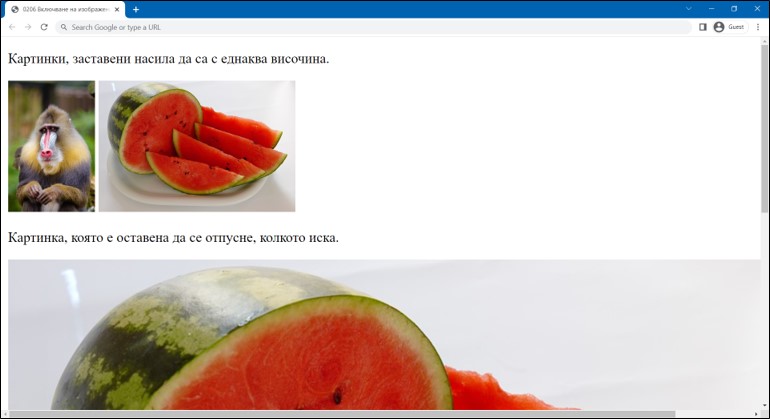 0206 Включване на изображен
Search Google or type a URL
Guest
Картинки, заставени насила да са с еднаква височина.
Картинка, която е оставена да се отпусне, колкото иска.